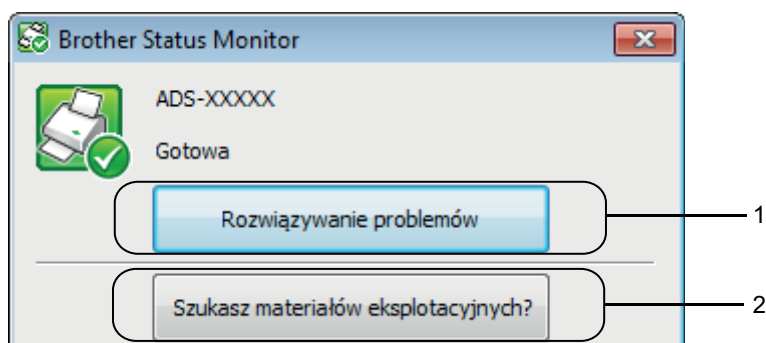 Brother Status Monitor
ADS-XXXXX
Gotowa
Rozwiązywanie problemów
1
Szukasz materiałów eksplotacyjnych?
2